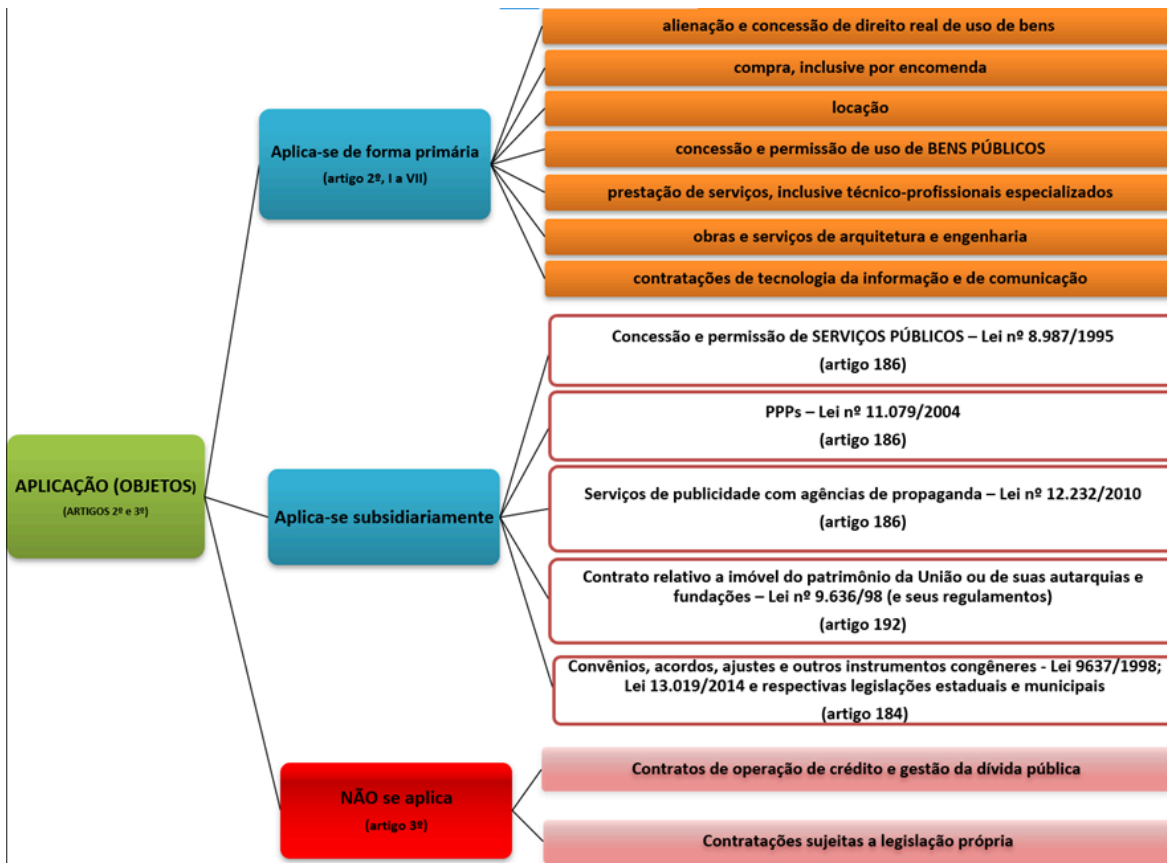 alienação e concessão de direito real de uso de bens
compra, inclusive por encomenda
locação
Aplica-se de forma primária
(artigo 2º, I a VII)
concessão e permissão de uso de BENS PÚBLICOS
prestação de serviços, inclusive técnico-profissionais especializados
obras e serviços de arquitetura e engenharia
contratações de tecnologia da informação e de comunicação
APLICAÇÃO (OBJETOS)
(ARTIGOS 2º e 3º)
Aplica-se subsidiariamente
Concessão e permissão de SERVIÇOS PÚBLICOS – Lei nº 8.987/1995
(artigo 186)
PPPs – Lei nº 11.079/2004
(artigo 186)
Serviços de publicidade com agências de propaganda – Lei nº 12.232/2010
(artigo 186)
Contrato relativo a imóvel do patrimônio da União ou de suas autarquias e
fundações – Lei nº 9.636/98 (e seus regulamentos)
(artigo 192)
Convênios, acordos, ajustes e outros instrumentos congêneres - Lei 9637/1998;
Lei 13.019/2014 e respectivas legislações estaduais e municipais
(artigo 184)
NÃO se aplica
(artigo 3º)
Contratos de operação de crédito e gestão da dívida pública
Contratações sujeitas a legislação própria